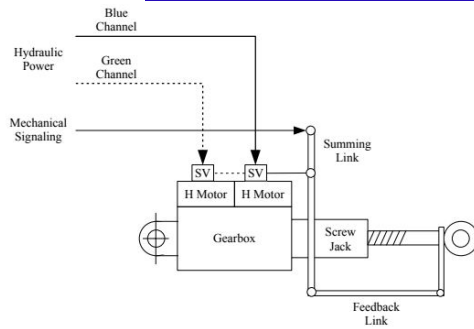 Blue
Channel
Hydraulic
Power
Green
Channel
Mechanical
Signaling
Summing
Link
SV
SV
H Motor
H Motor
Gearbox
Screw
Jack
Feedback
Link